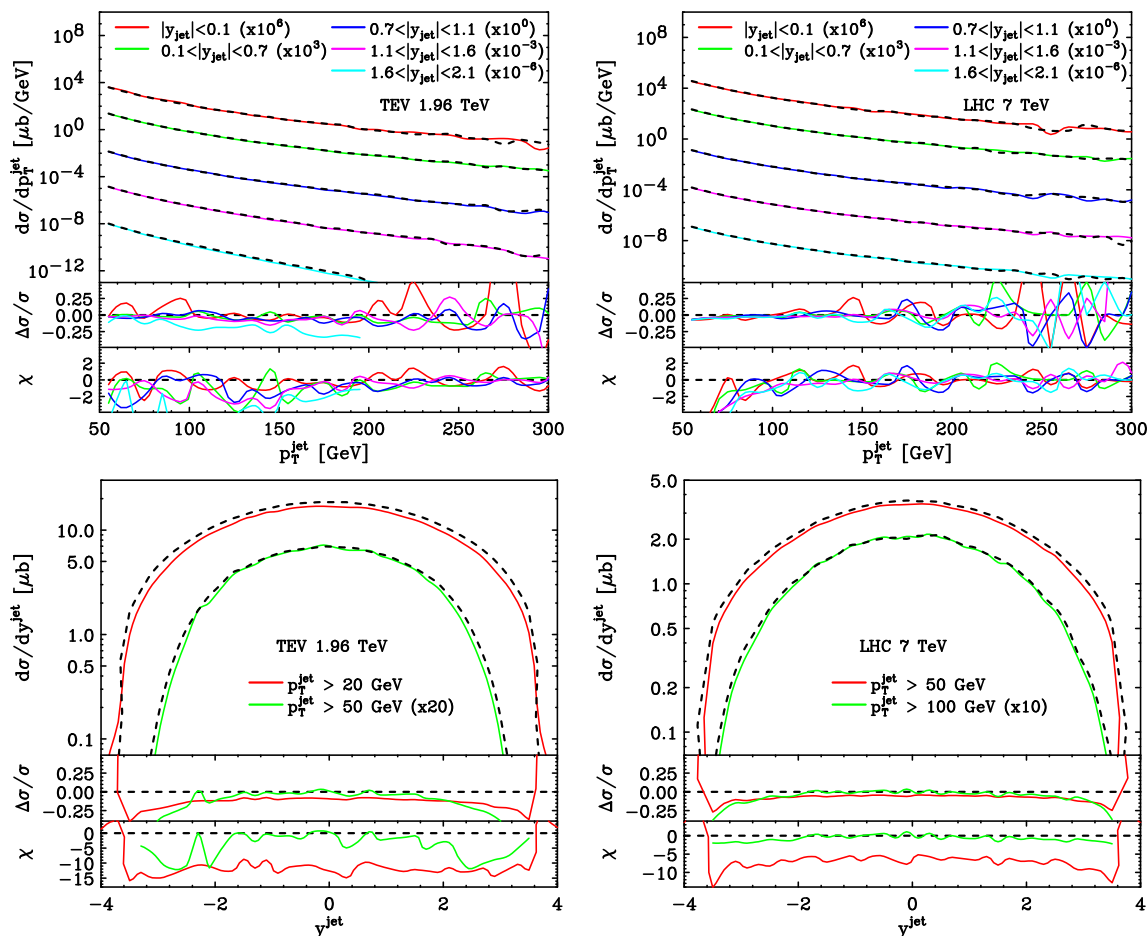 |y_jet|<0.1 (x10^6)
0.1<|y_jet|<0.7 (x10^3)
0.7<|y_jet|<1.1 (x10^0)
1.1<|y_jet|<1.6 (x10^-3)
1.6<|y_jet|<2.1 (x10^-6)
TEV 1.96 TeV
dσ/dp_T^jet [μb/GeV]
10^8
10^4
10^0
10^-4
10^-8
10^-12
Δσ/σ
0.25
0.00
−0.25
χ
2
0
−2
50 100 150 200 250 300
p_T^jet [GeV]
|y_jet|<0.1 (x10^6)
0.1<|y_jet|<0.7 (x10^3)
0.7<|y_jet|<1.1 (x10^0)
1.1<|y_jet|<1.6 (x10^-3)
1.6<|y_jet|<2.1 (x10^-6)
LHC 7 TeV
dσ/dp_T^jet [μb/GeV]
10^8
10^4
10^0
10^-4
10^-8
Δσ/σ
0.25
0.00
−0.25
χ
2
0
−2
50 100 150 200 250 300
p_T^jet [GeV]
dσ/dy^jet [μb]
10.0
5.0
1.0
0.5
0.1
TEV 1.96 TeV
p_T^jet > 20 GeV
p_T^jet > 50 GeV (x20)
Δσ/σ
0.25
0.00
−0.25
χ
0
−5
−10
−15
−4 −2 0 2 4
y^jet
dσ/dy^jet [μb]
5.0
2.0
1.0
0.5
0.2
0.1
LHC 7 TeV
p_T^jet > 50 GeV
p_T^jet > 100 GeV (x10)
Δσ/σ
0.25
0.00
−0.25
χ
0
−5
−10
−4 −2 0 2 4
y^jet